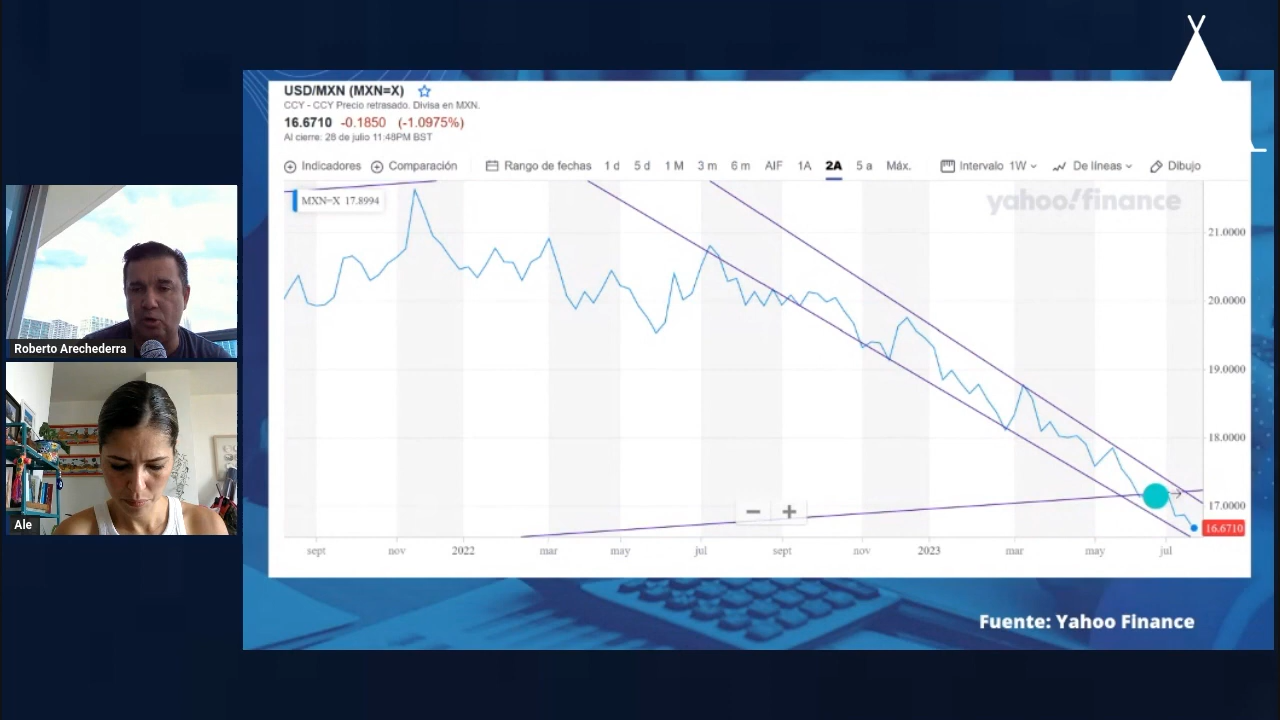 USD/MXN (MXN=X)
CCY - CCY Precio retrasado. Divisa en MXN.
16.6710 -0.1850 (-1.0975%)
Al cierre: 28 de julio 11:48PM BST
Indicadores Comparación Rango de fechas 1 d 5 d 1 M 3 m 6 m AIF 1A 2A 5 a Máx. Intervalo 1W De líneas Dibujo
MXN=X 17.8994
yahoo!finance
21.0000
20.0000
19.0000
18.0000
17.0000
16.6710
sept nov 2022 mar may jul sept nov 2023 mar may jul
Roberto Arechederra
Ale
Fuente: Yahoo Finance